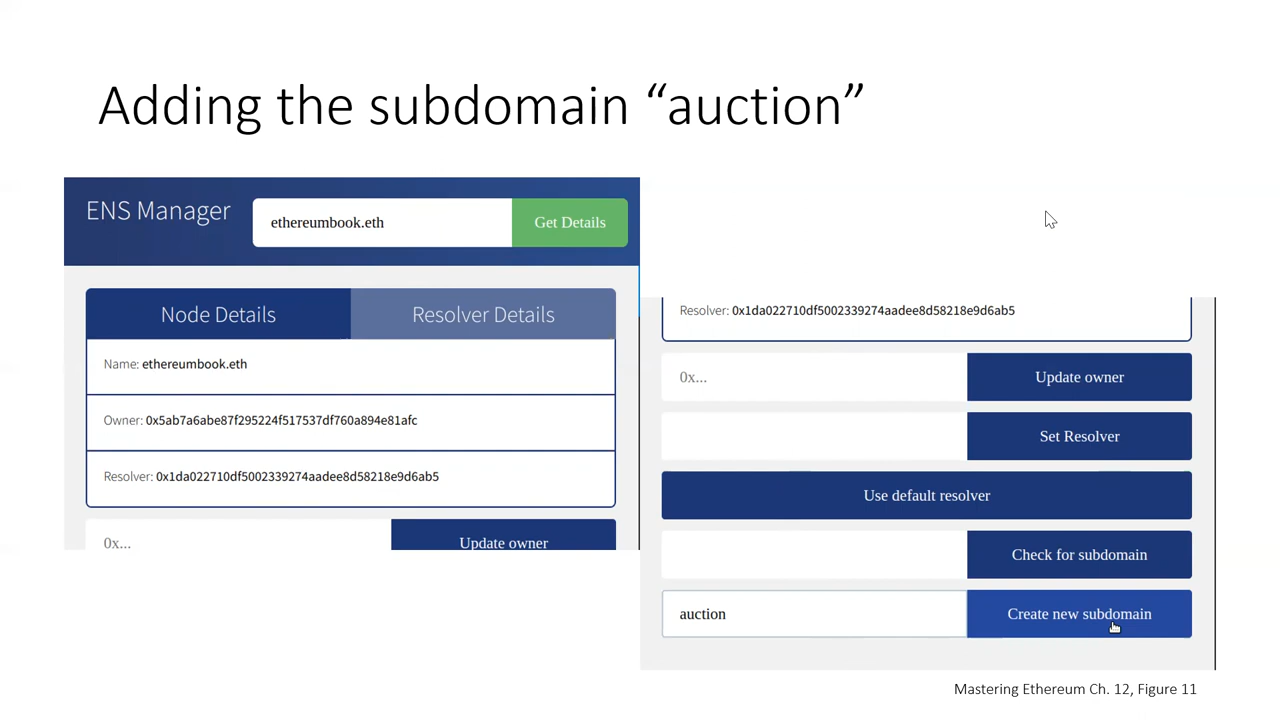 Adding the subdomain “auction”
ENS Manager
ethereumbook.eth
Get Details
Node Details
Resolver Details
Name: ethereumbook.eth
Owner: 0x5ab7a6abe87f295224f517537df760a894e81afc
Resolver: 0x1da022710df5002339274aadee8d58218e9d6ab5
0x...
Update owner
Resolver: 0x1da022710df5002339274aadee8d58218e9d6ab5
0x...
Update owner
Set Resolver
Use default resolver
Check for subdomain
auction
Create new subdomain
Mastering Ethereum Ch. 12, Figure 11